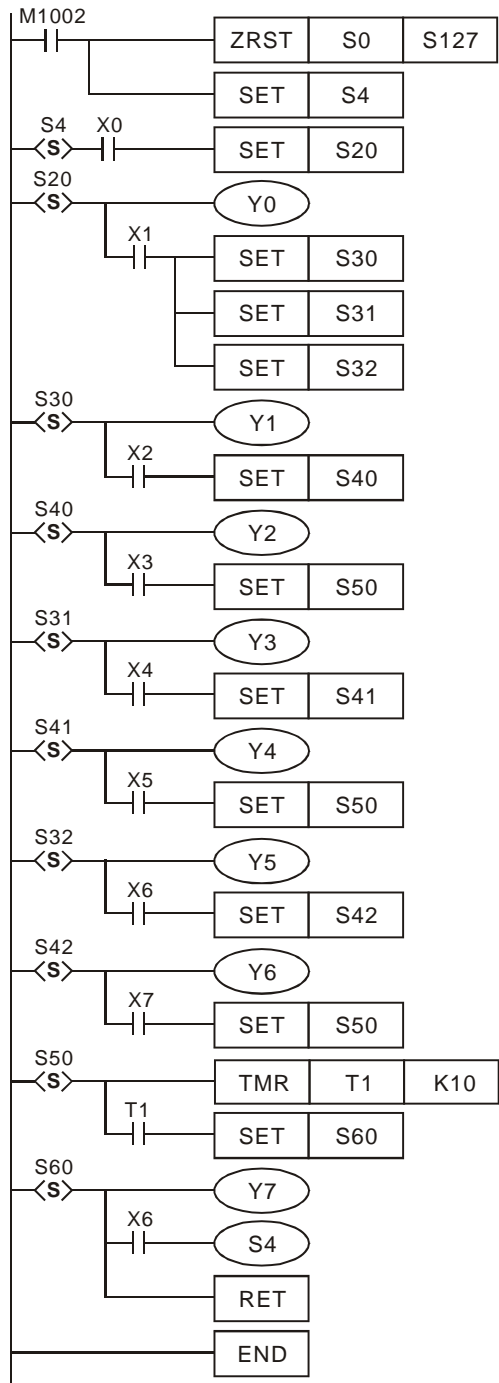 M1002
ZRST S0 S127
SET S4
S4 X0
S SET S20
S20
S Y0
X1
SET S30
SET S31
SET S32
S30
S Y1
X2
SET S40
S40
S Y2
X3
SET S50
S31
S Y3
X4
SET S41
S41
S Y4
X5
SET S50
S32
S Y5
X6
SET S42
S42
S Y6
X7
SET S50
S50
S TMR T1 K10
T1
SET S60
S60
S Y7
X6
S4
RET
END